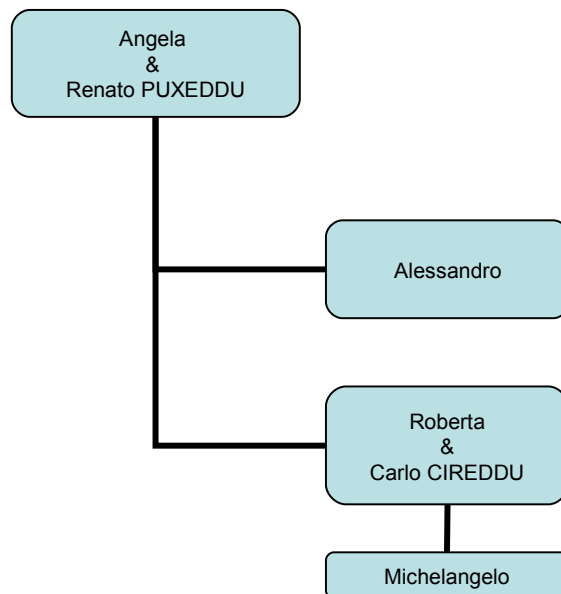 Angela
&
Renato PUXEDDU
Alessandro
Roberta
&
Carlo CIREDDU
Michelangelo